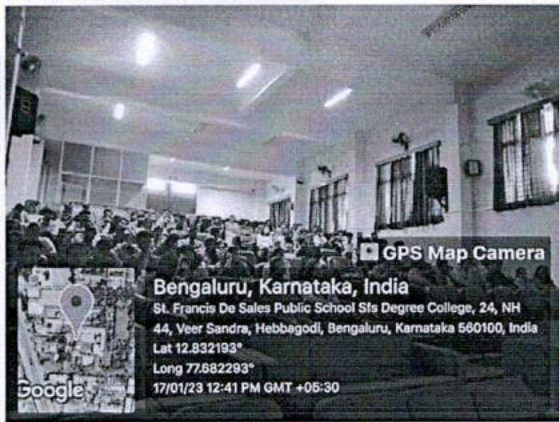 GPS Map Camera
Bengaluru, Karnataka, India
St. Francis De Sales Public School Sfs Degree College, 24, NH
44, Veer Sandra, Hebbagodi, Bengaluru, Karnataka 560100, India
Lat 12.832193°
Long 77.682293°
17/01/23 12:41 PM GMT +05:30
Google